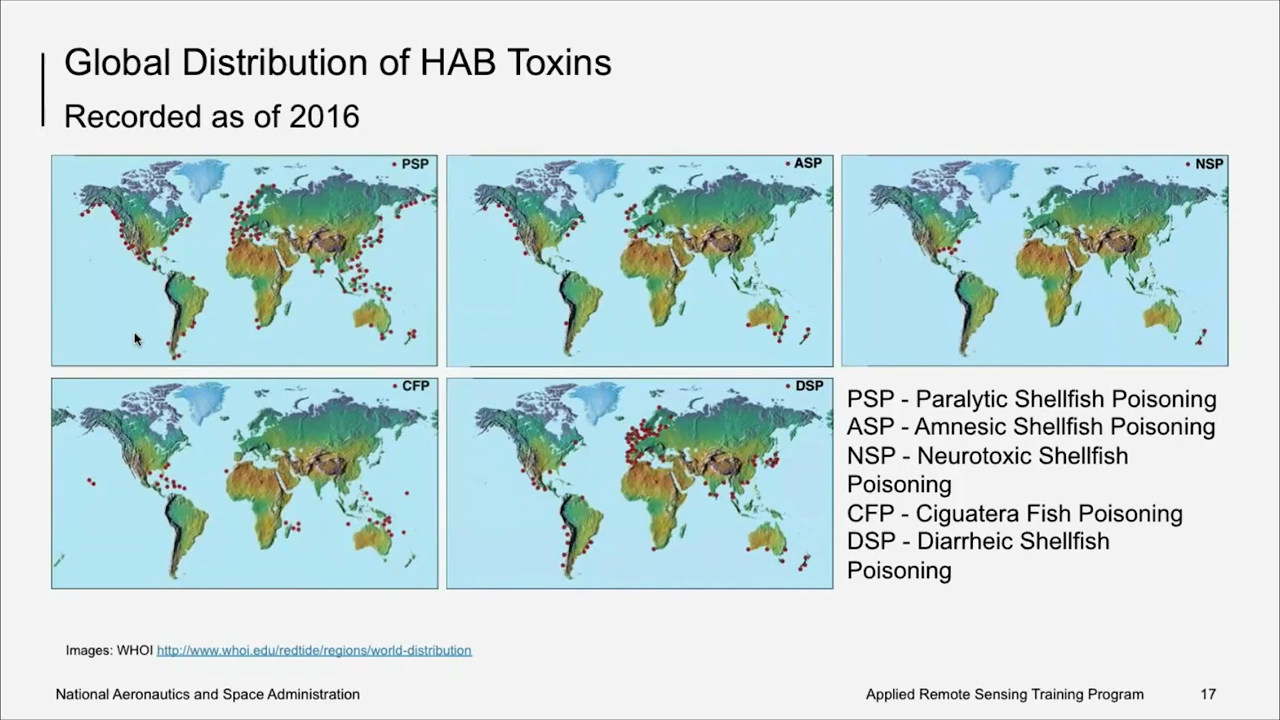 Global Distribution of HAB Toxins
Recorded as of 2016
PSP
ASP
NSP
CFP
DSP
PSP - Paralytic Shellfish Poisoning
ASP - Amnesic Shellfish Poisoning
NSP - Neurotoxic Shellfish
Poisoning
CFP - Ciguatera Fish Poisoning
DSP - Diarrheic Shellfish
Poisoning
Images: WHOI http://www.whoi.edu/redtide/regions/world-distribution
National Aeronautics and Space Administration
Applied Remote Sensing Training Program
17